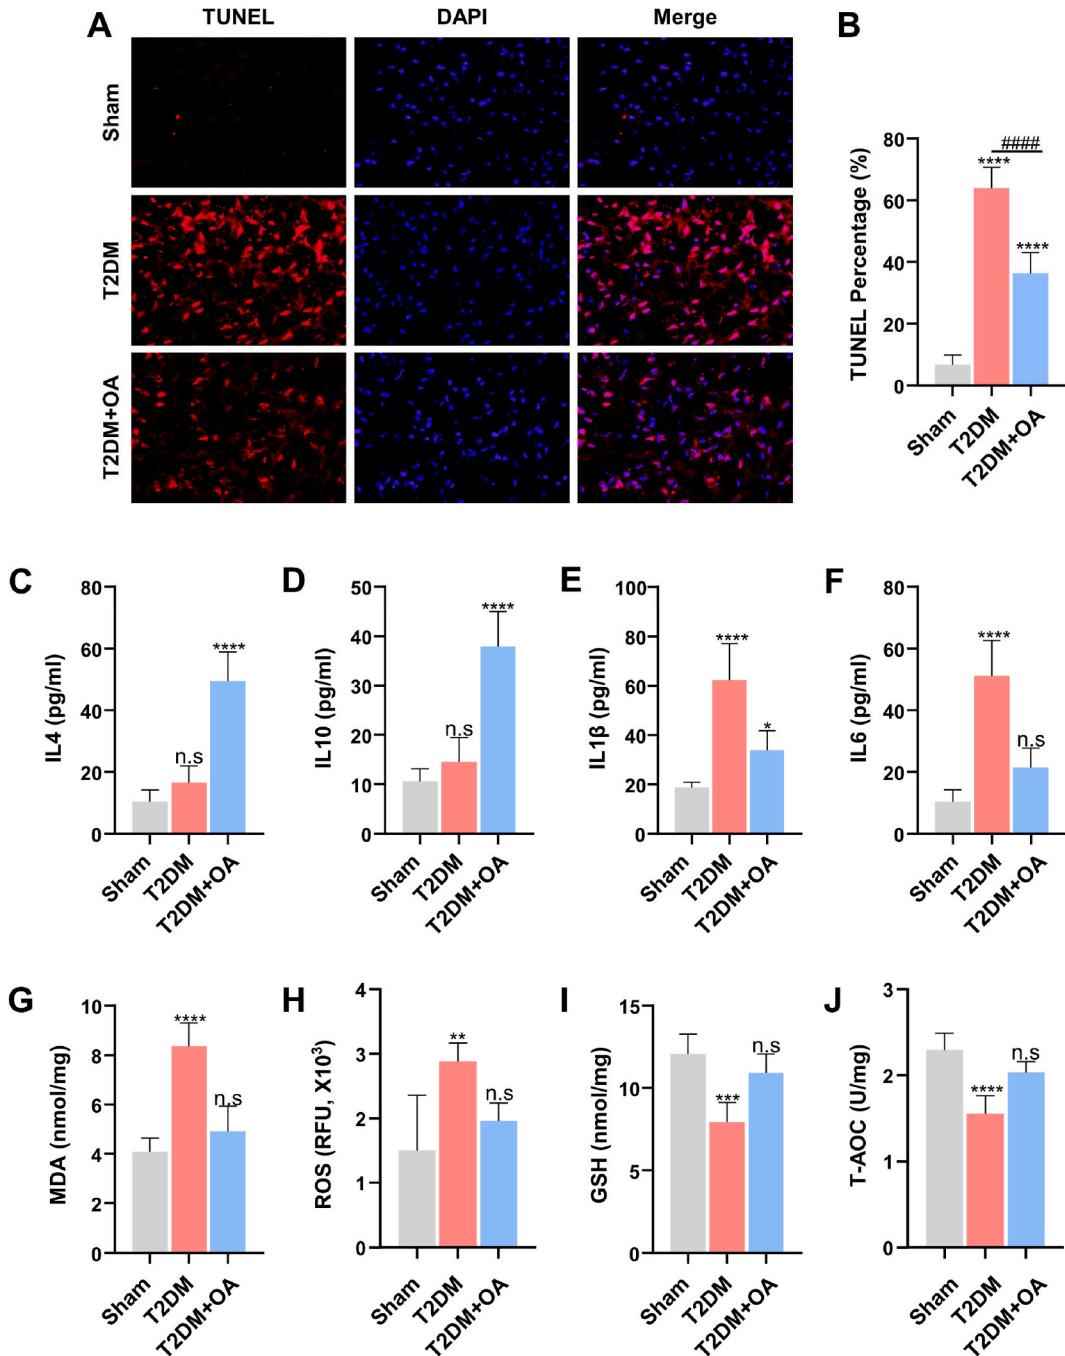 A
TUNEL
DAPI
Merge
Sham
T2DM
T2DM+OA
B
TUNEL Percentage (%)
80
60
40
20
0
****
####
****
Sham
T2DM
T2DM+OA
C
IL4 (pg/ml)
80
60
40
20
0
n.s
****
Sham
T2DM
T2DM+OA
D
IL10 (pg/ml)
50
40
30
20
10
0
n.s
****
Sham
T2DM
T2DM+OA
E
IL1β (pg/ml)
100
80
60
40
20
0
****
*
Sham
T2DM
T2DM+OA
F
IL6 (pg/ml)
80
60
40
20
0
****
n.s
Sham
T2DM
T2DM+OA
G
MDA (nmol/mg)
10
8
6
4
2
0
****
n.s
Sham
T2DM
T2DM+OA
H
ROS (RFU, X10³)
4
3
2
1
0
**
n.s
Sham
T2DM
T2DM+OA
I
GSH (nmol/mg)
15
10
5
0
***
n.s
Sham
T2DM
T2DM+OA
J
T-AOC (U/mg)
3
2
1
0
****
n.s
Sham
T2DM
T2DM+OA